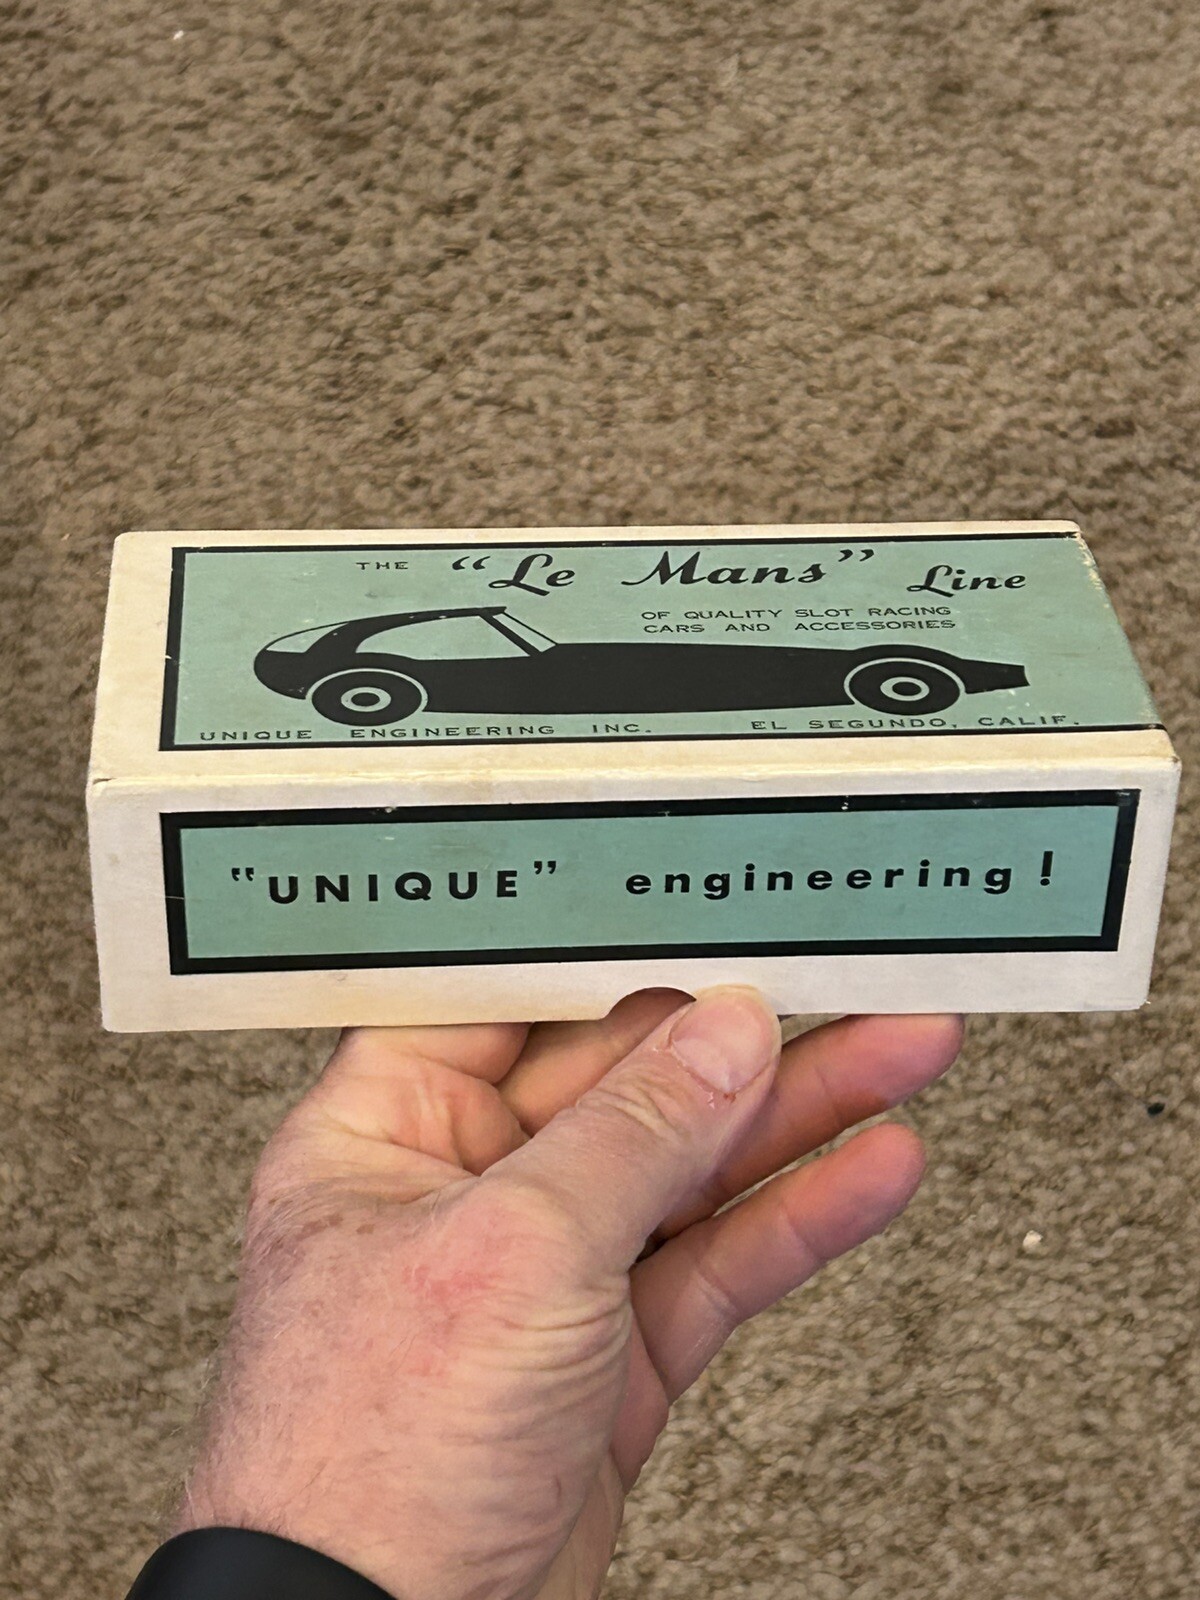 THE "Le Mans" Line
OF QUALITY SLOT RACING
CARS AND ACCESSORIES
UNIQUE ENGINEERING INC. EL SEGUNDO, CALIF.
"UNIQUE" engineering!